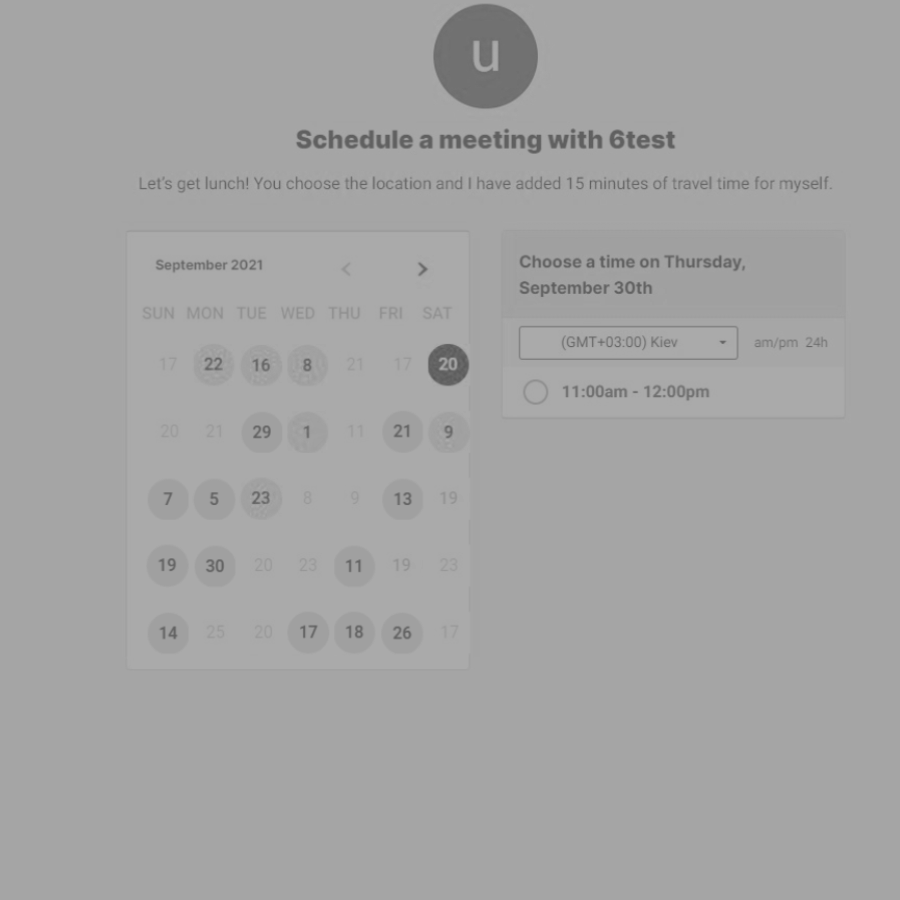 u
Schedule a meeting with 6test
Let's get lunch! You choose the location and I have added 15 minutes of travel time for myself.
September 2021
SUN MON TUE WED THU FRI SAT
17 22 16 8 21 17 20
20 21 29 1 11 21 9
7 5 23 8 9 13 19
19 30 20 23 11 19 23
14 25 20 17 18 26 17
Choose a time on Thursday,
September 30th
(GMT+03:00) Kiev am/pm 24h
11:00am - 12:00pm